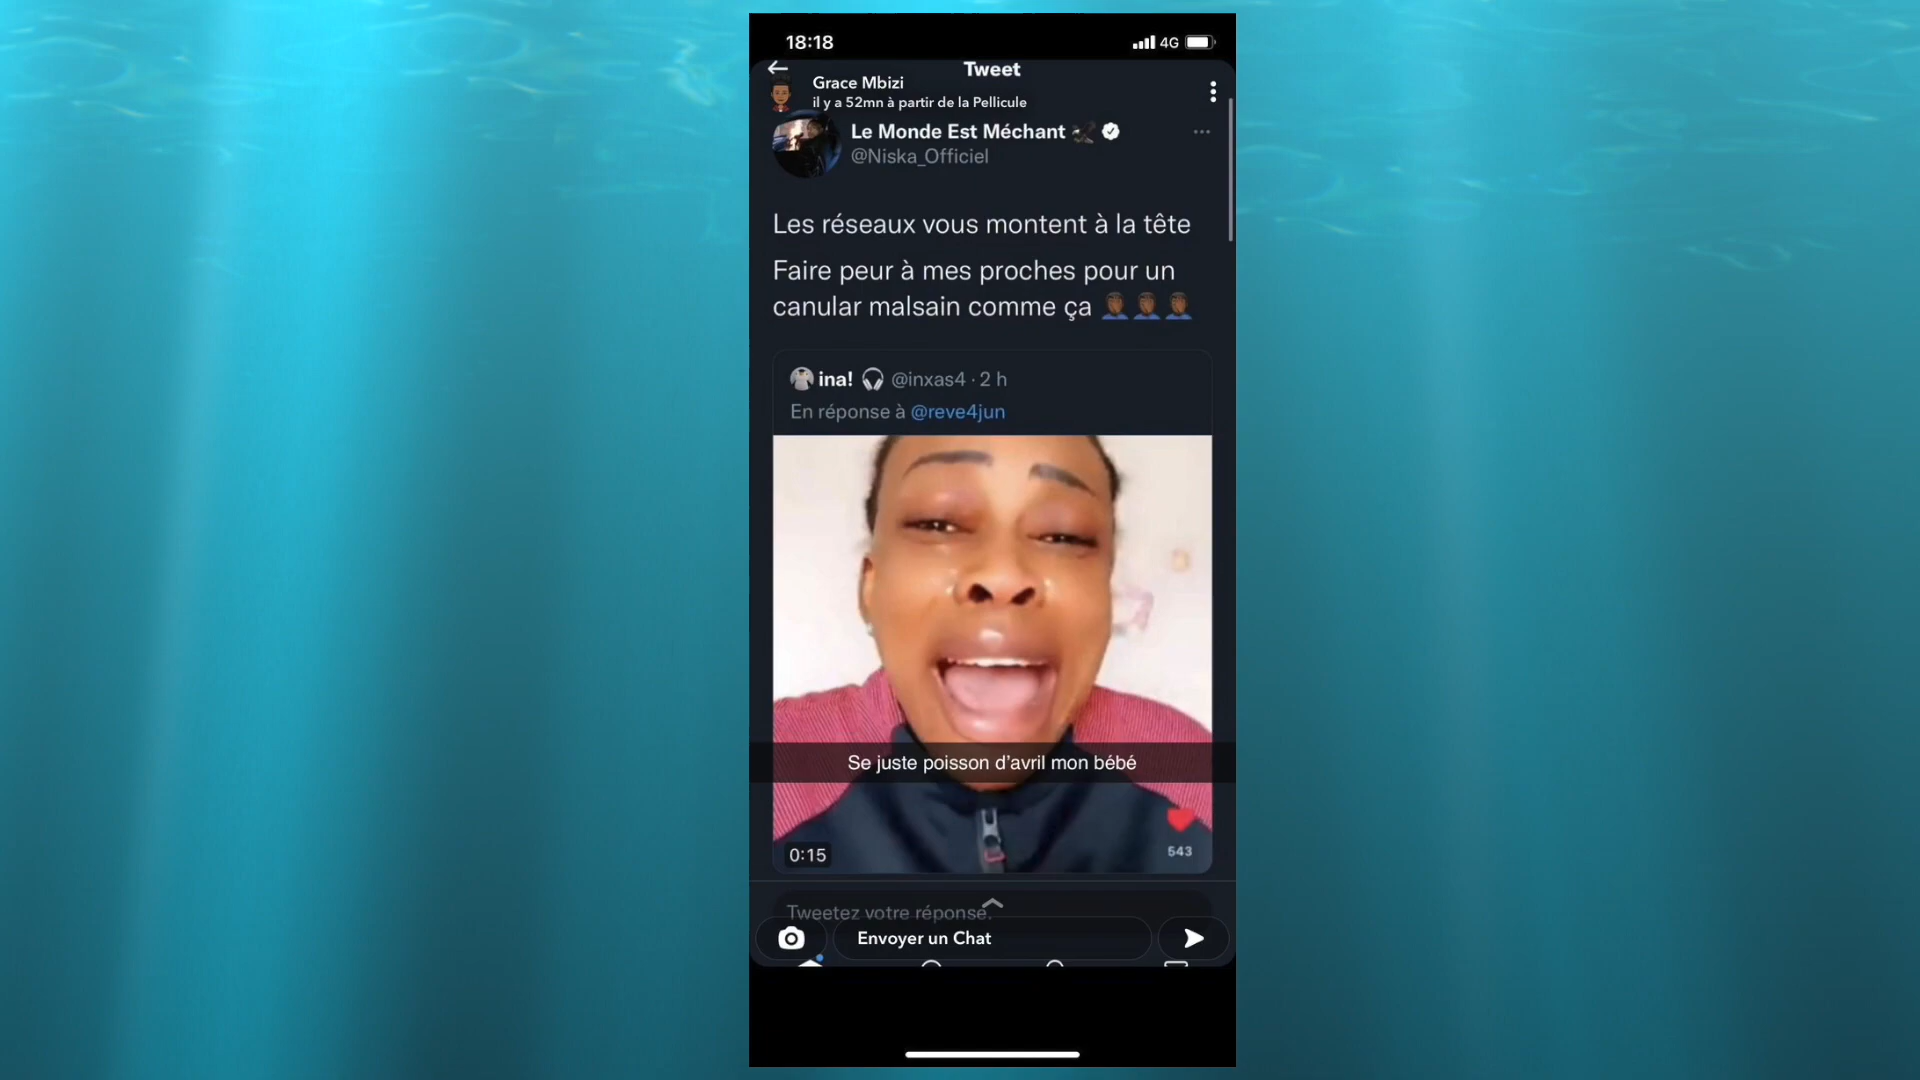 18:18
4G
Tweet
Grace Mbizi
il y a 52mn à partir de la Pellicule
Le Monde Est Méchant
@Niska_Officiel
Les réseaux vous montent à la tête
Faire peur à mes proches pour un
canular malsain comme ça
ina! @inxas4 · 2 h
En réponse à @reve4jun
Se juste poisson d'avril mon bébé
0:15
543
Tweetez votre réponse.
Envoyer un Chat